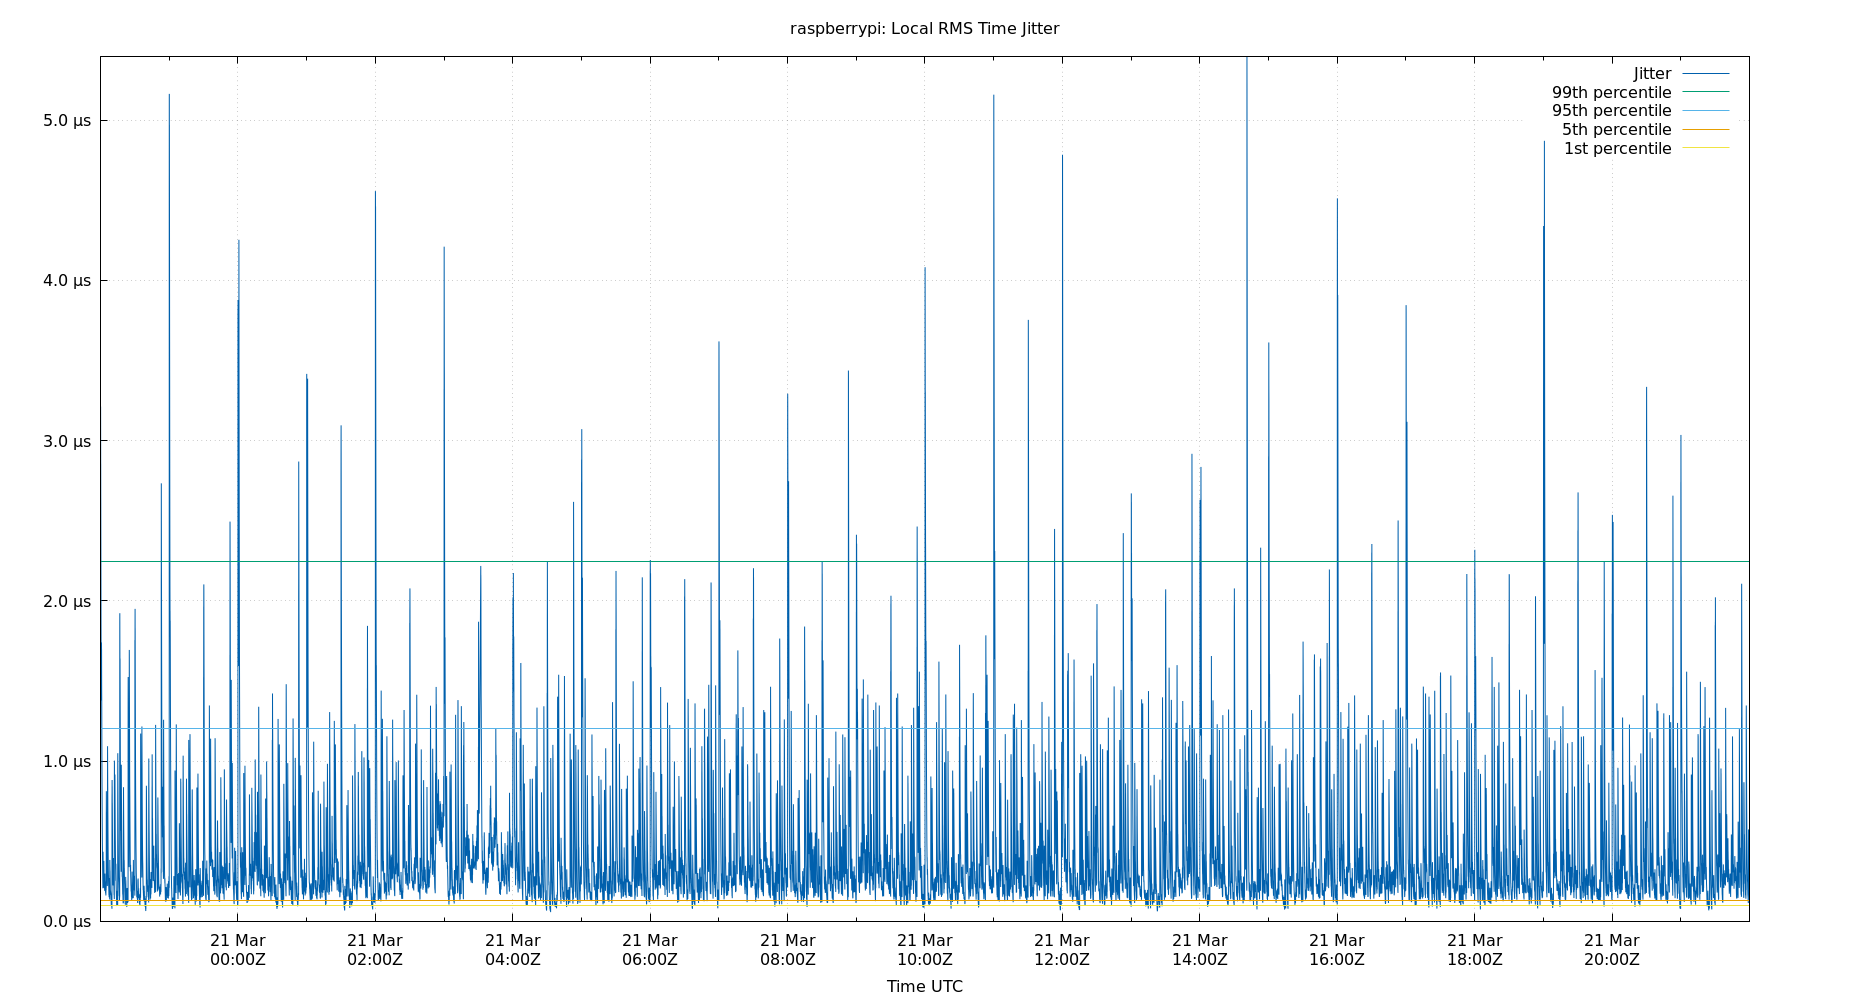 raspberrypi: Local RMS Time Jitter
Jitter
99th percentile
95th percentile
5th percentile
1st percentile
5.0 µs
4.0 µs
3.0 µs
2.0 µs
1.0 µs
0.0 µs
21 Mar 21 Mar 21 Mar 21 Mar 21 Mar 21 Mar 21 Mar 21 Mar 21 Mar 21 Mar 21 Mar
00:00Z 02:00Z 04:00Z 06:00Z 08:00Z 10:00Z 12:00Z 14:00Z 16:00Z 18:00Z 20:00Z
Time UTC